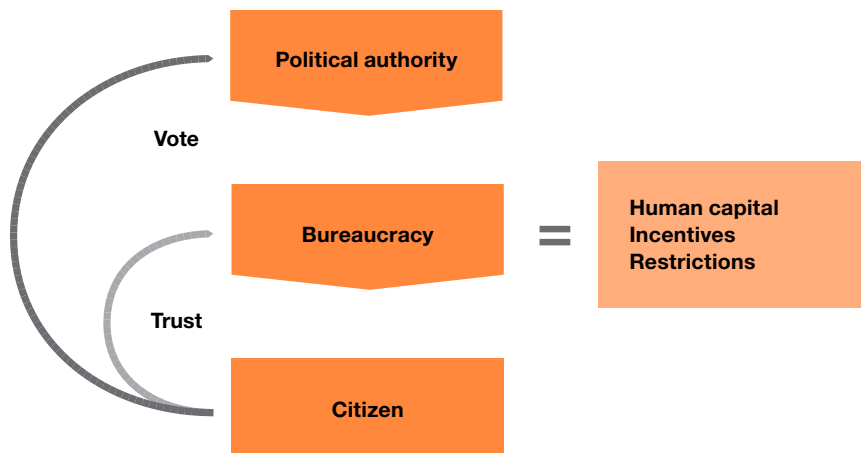 Political authority
Vote
Bureaucracy
=
Human capital
Incentives
Restrictions
Trust
Citizen